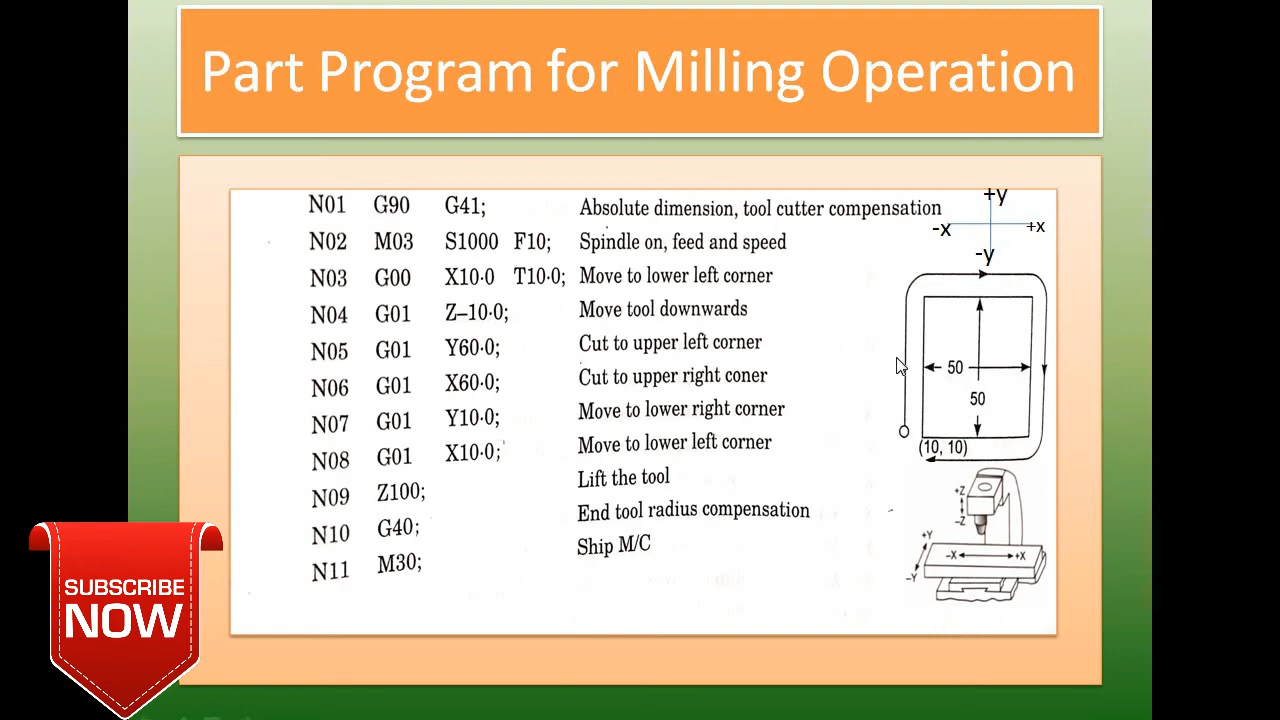 Part Program for Milling Operation
N01 G90 G41; Absolute dimension, tool cutter compensation
N02 M03 S1000 F10; Spindle on, feed and speed
N03 G00 X10·0 T10·0; Move to lower left corner
N04 G01 Z–10·0; Move tool downwards
N05 G01 Y60·0; Cut to upper left corner
N06 G01 X60·0; Cut to upper right coner
N07 G01 Y10·0; Move to lower right corner
N08 G01 X10·0; Move to lower left corner
N09 Z100; Lift the tool
N10 G40; End tool radius compensation
N11 M30; Ship M/C
+y
-x +x
-y
50
50
(10, 10)
+Z
–Z
+Y
–X +X
–Y
SUBSCRIBE
NOW